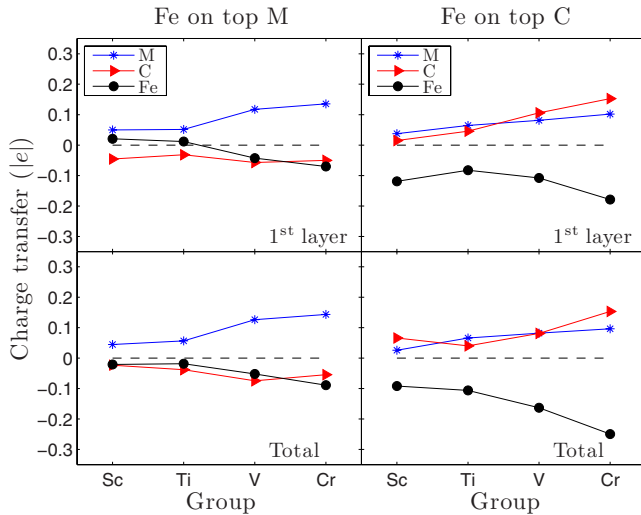 Fe on top M
Fe on top C
Charge transfer (|e|)
0.3
0.2
0.1
0
−0.1
−0.2
−0.3
M
C
Fe
1st layer
M
C
Fe
1st layer
0.3
0.2
0.1
0
−0.1
−0.2
−0.3
Total
Total
Sc Ti V Cr
Sc Ti V Cr
Group
Group